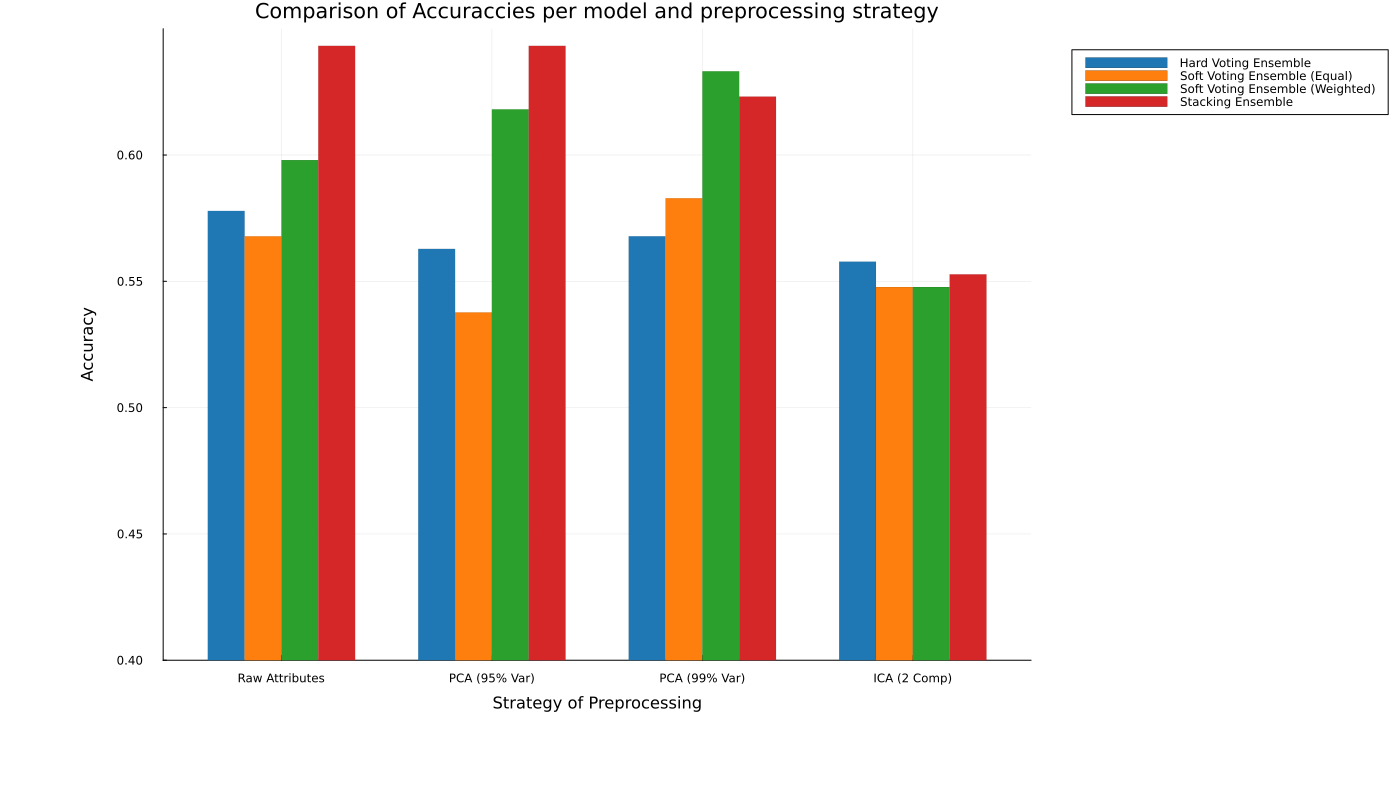 Comparison of Accuraccies per model and preprocessing strategy
Hard Voting Ensemble
Soft Voting Ensemble (Equal)
Soft Voting Ensemble (Weighted)
Stacking Ensemble
Accuracy
0.60
0.55
0.50
0.45
0.40
Raw Attributes
PCA (95% Var)
PCA (99% Var)
ICA (2 Comp)
Strategy of Preprocessing